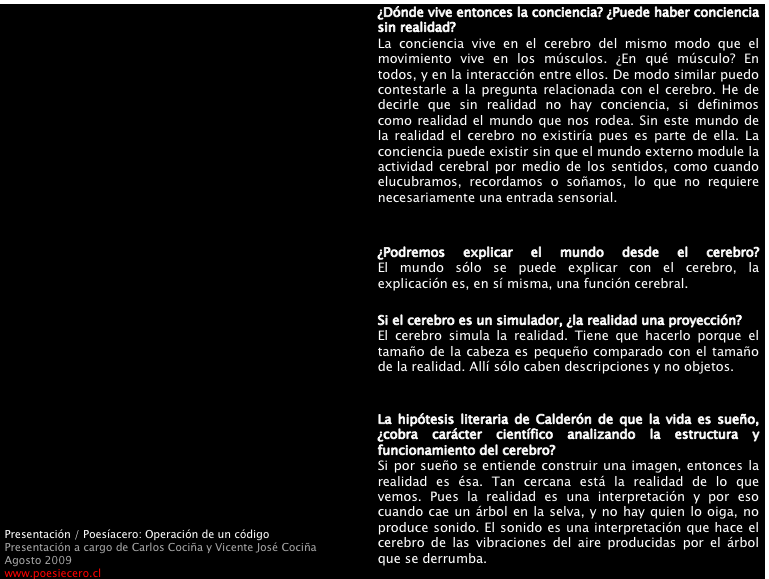 ¿Dónde vive entonces la conciencia? ¿Puede haber conciencia
sin realidad?
La conciencia vive en el cerebro del mismo modo que el
movimiento vive en los músculos. ¿En qué músculo? En
todos, y en la interacción entre ellos. De modo similar puedo
contestarle a la pregunta relacionada con el cerebro. He de
decirle que sin realidad no hay conciencia, si definimos
como realidad el mundo que nos rodea. Sin este mundo de
la realidad el cerebro no existiría pues es parte de ella. La
conciencia puede existir sin que el mundo externo module la
actividad cerebral por medio de los sentidos, como cuando
elucubramos, recordamos o soñamos, lo que no requiere
necesariamente una entrada sensorial.
¿Podremos explicar el mundo desde el cerebro?
El mundo sólo se puede explicar con el cerebro, la
explicación es, en sí misma, una función cerebral.
Si el cerebro es un simulador, ¿la realidad una proyección?
El cerebro simula la realidad. Tiene que hacerlo porque el
tamaño de la cabeza es pequeño comparado con el tamaño
de la realidad. Allí sólo caben descripciones y no objetos.
La hipótesis literaria de Calderón de que la vida es sueño,
¿cobra carácter científico analizando la estructura y
funcionamiento del cerebro?
Si por sueño se entiende construir una imagen, entonces la
realidad es ésa. Tan cercana está la realidad de lo que
vemos. Pues la realidad es una interpretación y por eso
cuando cae un árbol en la selva, y no hay quien lo oiga, no
produce sonido. El sonido es una interpretación que hace el
cerebro de las vibraciones del aire producidas por el árbol
que se derrumba.
Presentación / Poesíacero: Operación de un código
Presentación a cargo de Carlos Cociña y Vicente José Cociña
Agosto 2009
www.poesiecero.cl